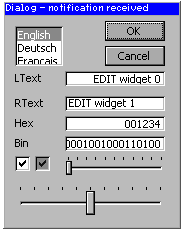 Dialog - notification received
English
Deutsch
Francais
OK
Cancel
LText
EDIT widget 0
RText
EDIT widget 1
Hex
001234
Bin
0001001000110100